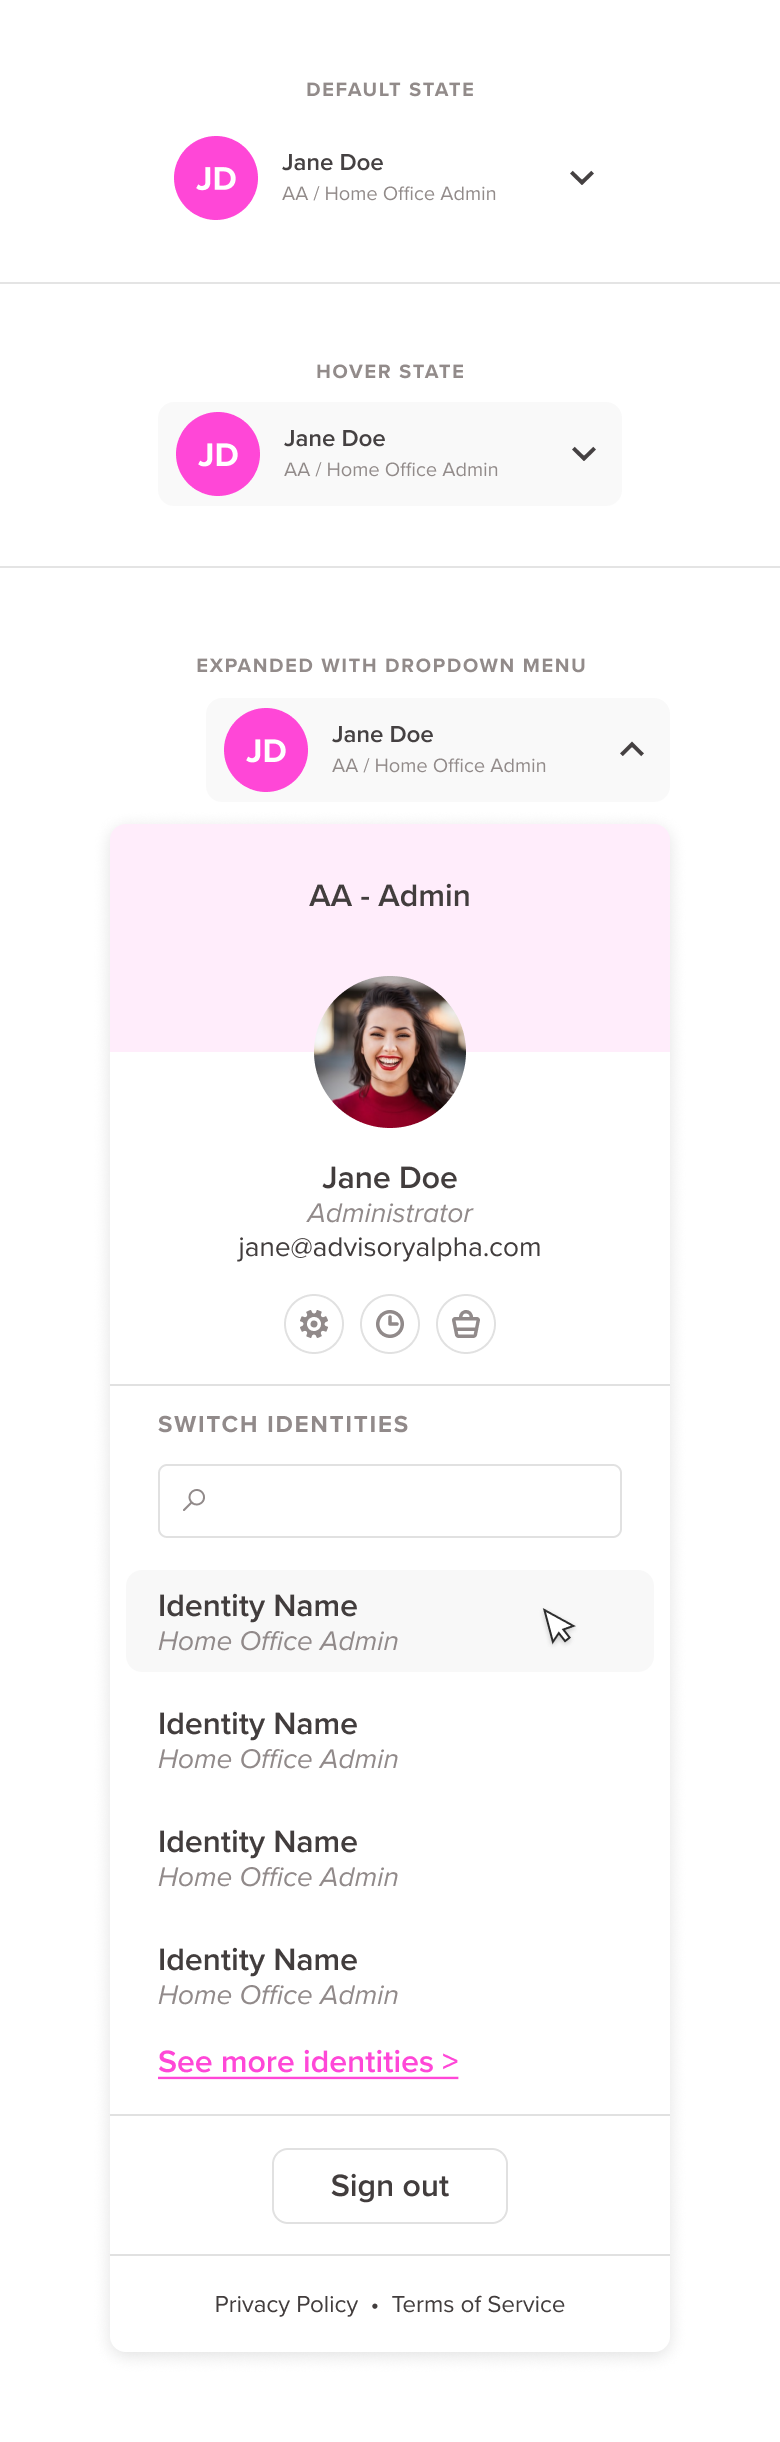 DEFAULT STATE
JD
Jane Doe
AA / Home Office Admin
HOVER STATE
JD
Jane Doe
AA / Home Office Admin
EXPANDED WITH DROPDOWN MENU
JD
Jane Doe
AA / Home Office Admin
AA - Admin
Jane Doe
Administrator
jane@advisoryalpha.com
SWITCH IDENTITIES
Identity Name
Home Office Admin
Identity Name
Home Office Admin
Identity Name
Home Office Admin
Identity Name
Home Office Admin
See more identities >
Sign out
Privacy Policy • Terms of Service